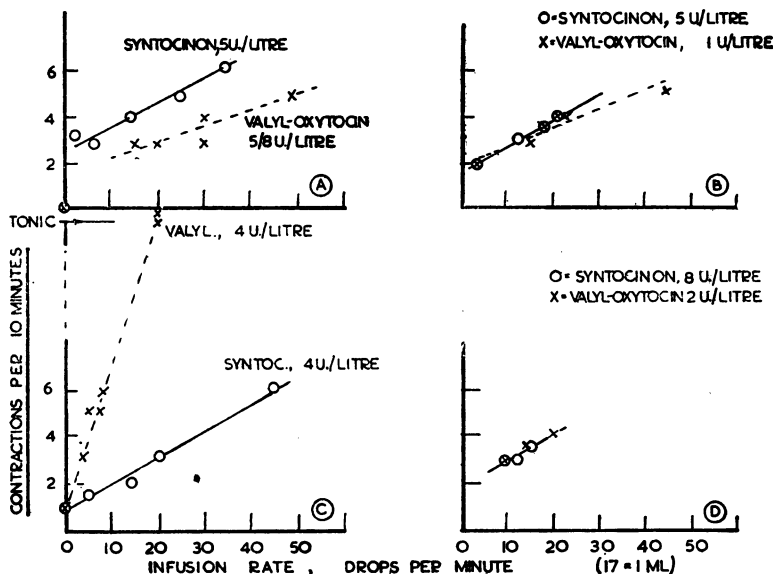 SYNTOCINON, 5U./LITRE
VALYL-OXYTOCIN
5/8 U/LITRE
6
4
2
A
O=SYNTOCINON, 5 U/LITRE
X=VALYL-OXYTOCIN, 1 U/LITRE
6
4
2
B
TONIC
VALYL., 4 U./LITRE
SYNTOC., 4U./LITRE
6
4
2
C
O= SYNTOCINON, 8 U/LITRE
X= VALYL-OXYTOCIN 2 U/LITRE
D
CONTRACTIONS PER 10 MINUTES
0 10 20 30 40 50
0 10 20 30 40 50
INFUSION RATE, DROPS PER MINUTE (17 = 1 ML)